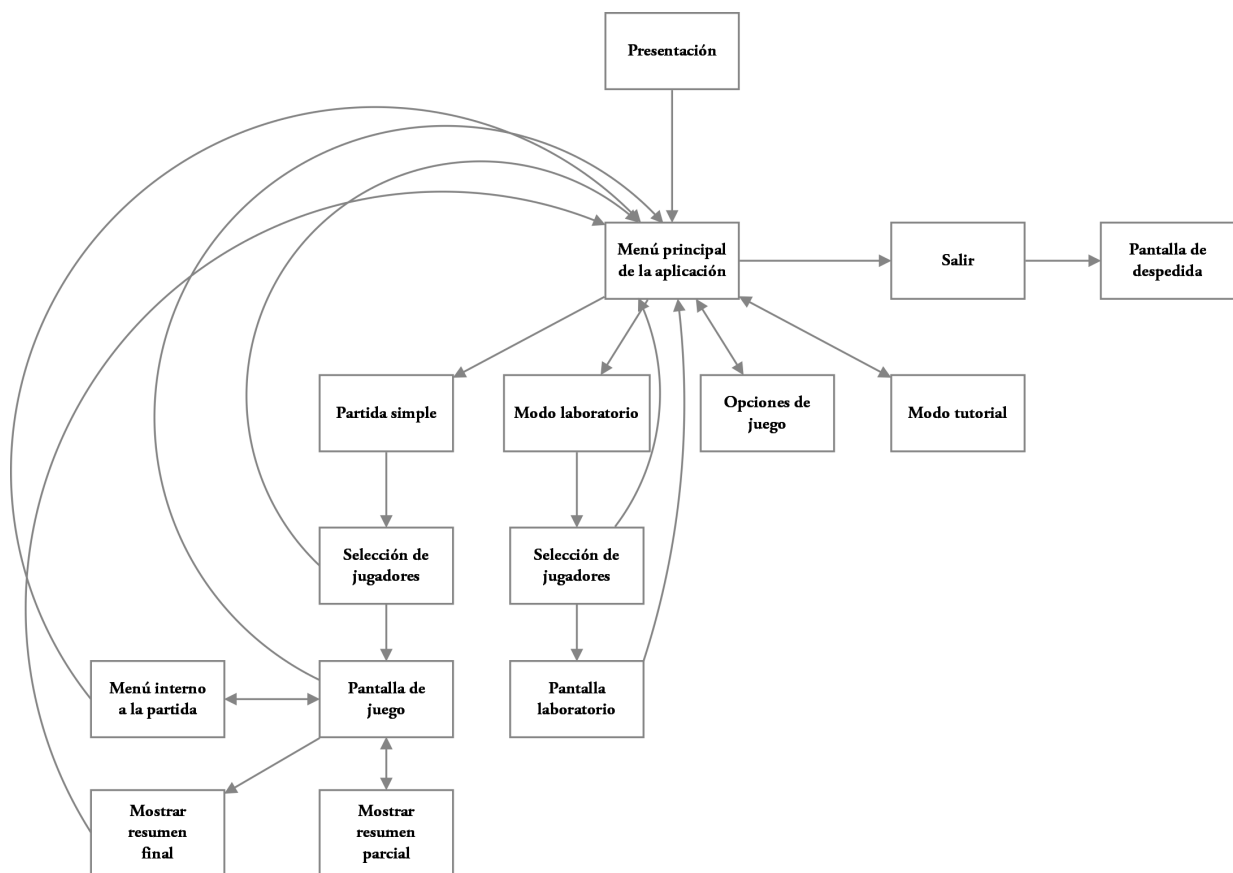 Presentación
Menú principal
de la aplicación
Salir
Pantalla de
despedida
Partida simple
Modo laboratorio
Opciones de
juego
Modo tutorial
Selección de
jugadores
Selección de
jugadores
Menú interno
a la partida
Pantalla de
juego
Pantalla
laboratorio
Mostrar
resumen
final
Mostrar
resumen
parcial